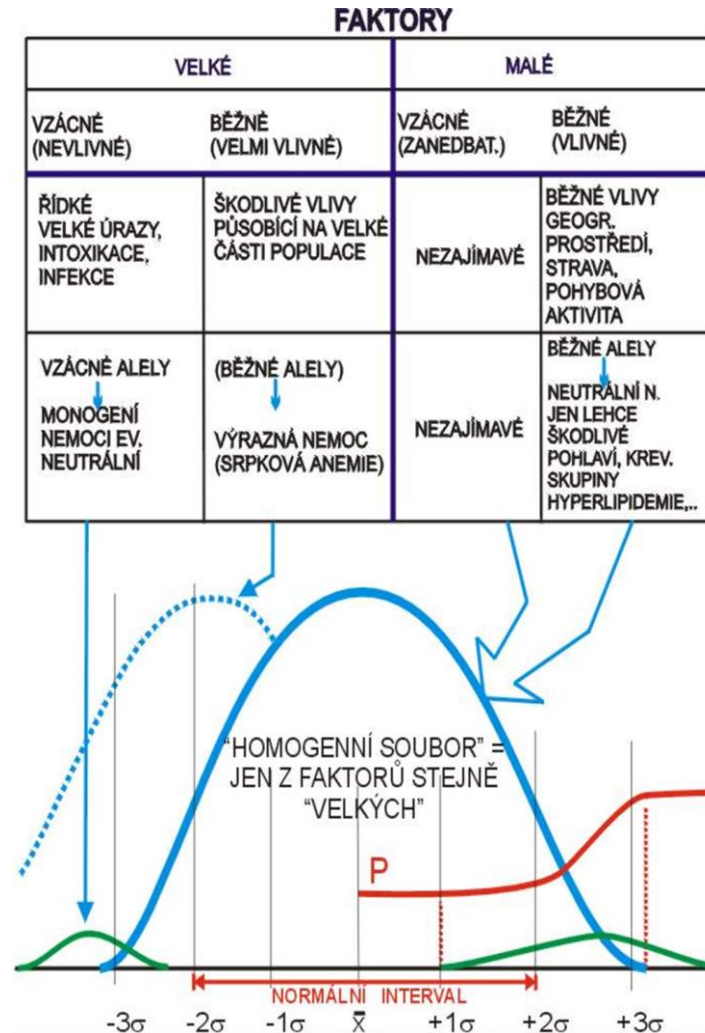 FAKTORY
VELKÉ
MALÉ
VZÁCNÉ
(NEVLIVNÉ)
BĚŽNĚ
(VELMI VLIVNÉ)
VZÁCNÉ
(ZANEDBAT.)
BĚŽNÉ
(VLIVNÉ)
ŘÍDKÉ
VELKÉ ÚRAZY,
INTOXIKACE,
INFEKCE
ŠKODLIVÉ VLIVY
PŮSOBÍCÍ NA VELKÉ
ČÁSTI POPULACE
NEZAJÍMAVÉ
BĚŽNÉ VLIVY
GEOGR.
PROSTŘEDÍ,
STRAVA,
POHYBOVÁ
AKTIVITA
VZÁCNÉ ALELY
MONOGENÍ
NEMOCI EV.
NEUTRÁLNÍ
(BĚŽNÉ ALELY)
VÝRAZNÁ NEMOC
(SRPKOVÁ ANEMIE)
NEZAJÍMAVÉ
BĚŽNÉ ALELY
NEUTRÁLNÍ N.
JEN LEHCE
ŠKODLIVÉ
POHLAVÍ, KREV.
SKUPINY
HYPERLIPIDEMIE,..
"HOMOGENNÍ SOUBOR" =
JEN Z FAKTORŮ STEJNĚ
"VELKÝCH"
P
NORMÁLNÍ INTERVAL
-3σ -2σ -1σ x̄ +1σ +2σ +3σ